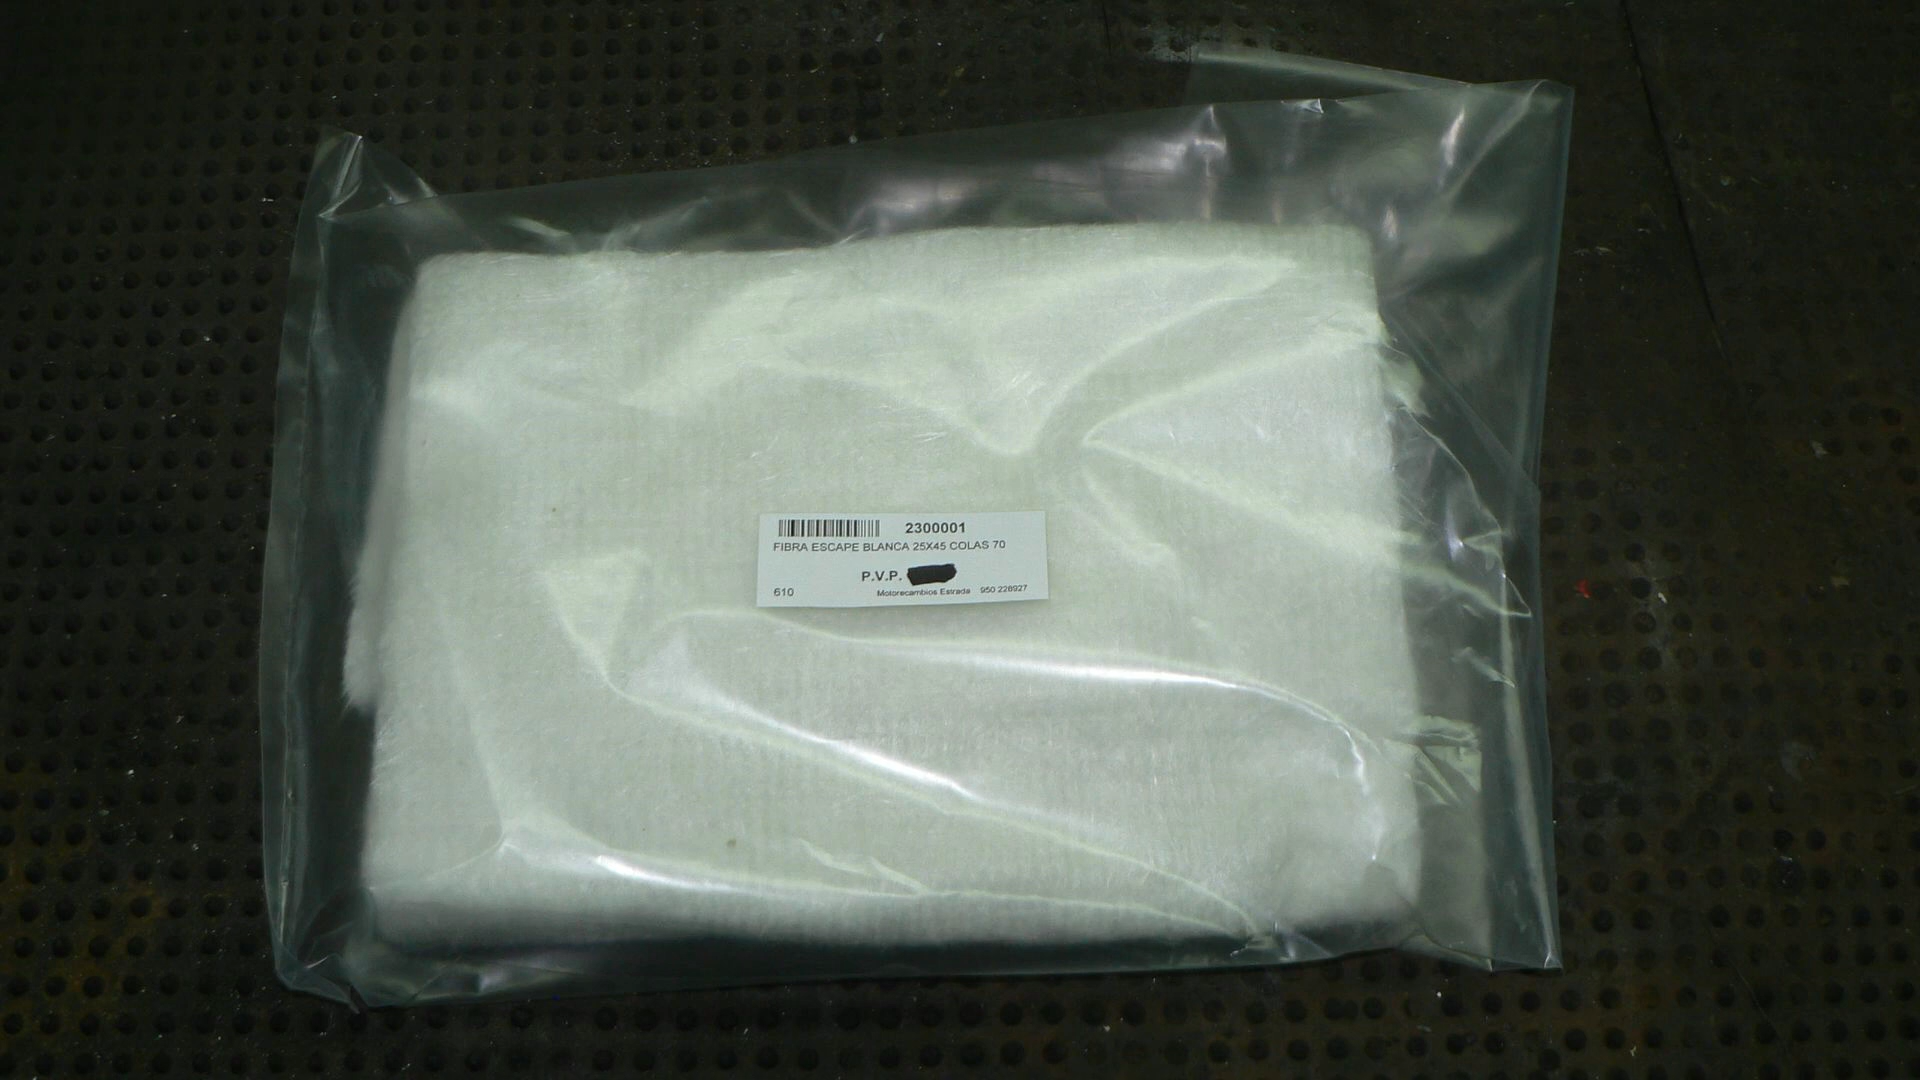 2300001
FIBRA ESCAPE BLANCA 25X45 COLAS 70
P.V.P.
610 Motorecambios Estrada 950 228927